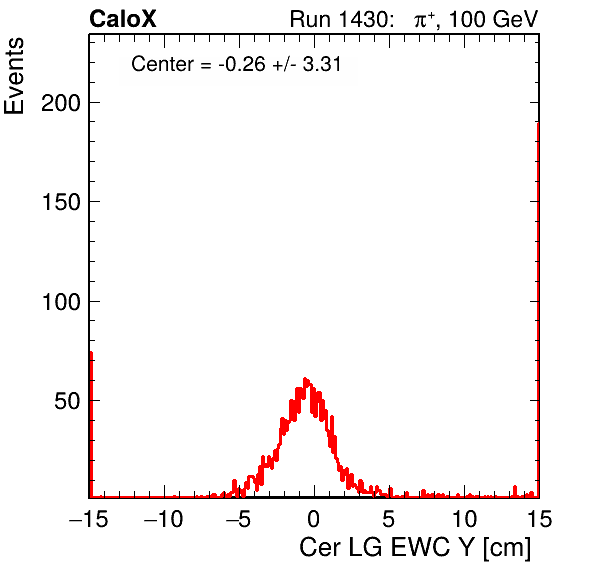 CaloX
Run 1430: π⁺, 100 GeV
Center = -0.26 +/- 3.31
Events
200
150
100
50
−15 −10 −5 0 5 10 15
Cer LG EWC Y [cm]